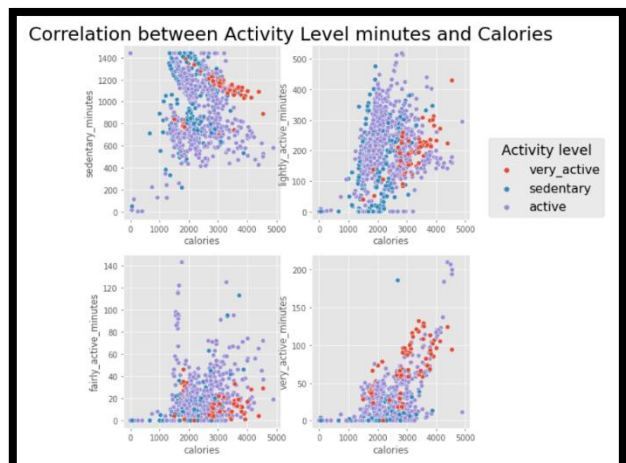 Correlation between Activity Level minutes and Calories
1400
1200
1000
800
600
400
200
0
sedentary_minutes
0 1000 2000 3000 4000 5000
calories
500
400
300
200
100
0
lightly_active_minutes
0 1000 2000 3000 4000 5000
calories
Activity level
very_active
sedentary
active
140
120
100
80
60
40
20
0
fairly_active_minutes
0 1000 2000 3000 4000 5000
calories
200
150
100
50
0
very_active_minutes
0 1000 2000 3000 4000 5000
calories